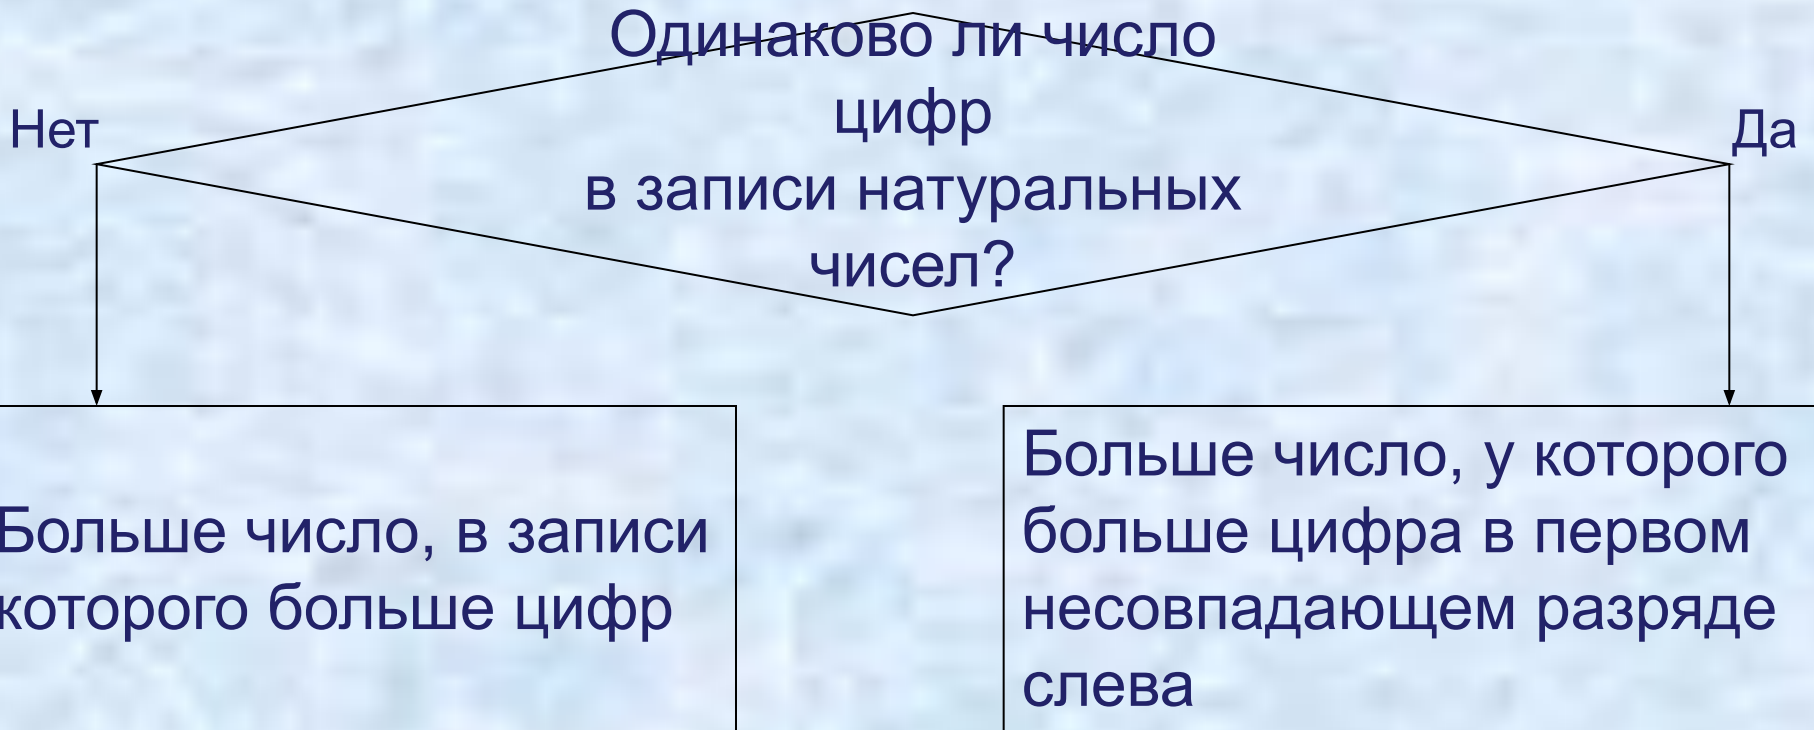 Одинаково ли число
цифр
в записи натуральных
чисел?
Нет
Да
Больше число, в записи
которого больше цифр
Больше число, у которого
больше цифра в первом
несовпадающем разряде
слева